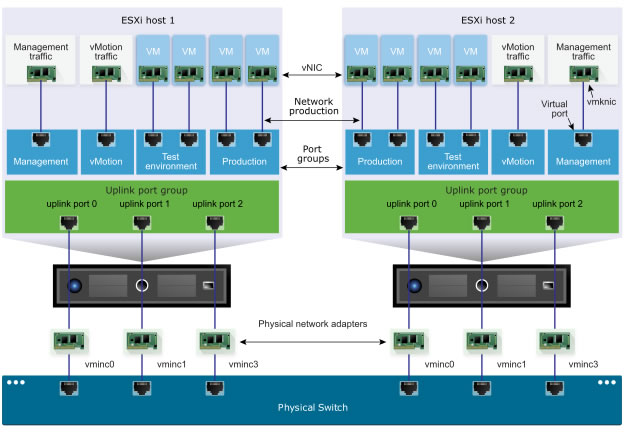 ESXi host 1
ESXi host 2
Management traffic
vMotion traffic
VM
VM
VM
VM
vNIC
VM
VM
VM
VM
vMotion traffic
Management traffic
Network production
vmknic
Virtual port
Management
vMotion
Test environment
Production
Port groups
Production
Test environment
vMotion
Management
Uplink port group
uplink port 0
uplink port 1
uplink port 2
Uplink port group
uplink port 0
uplink port 1
uplink port 2
Physical network adapters
vminc0
vminc1
vminc3
vminc0
vminc1
vminc3
Physical Switch